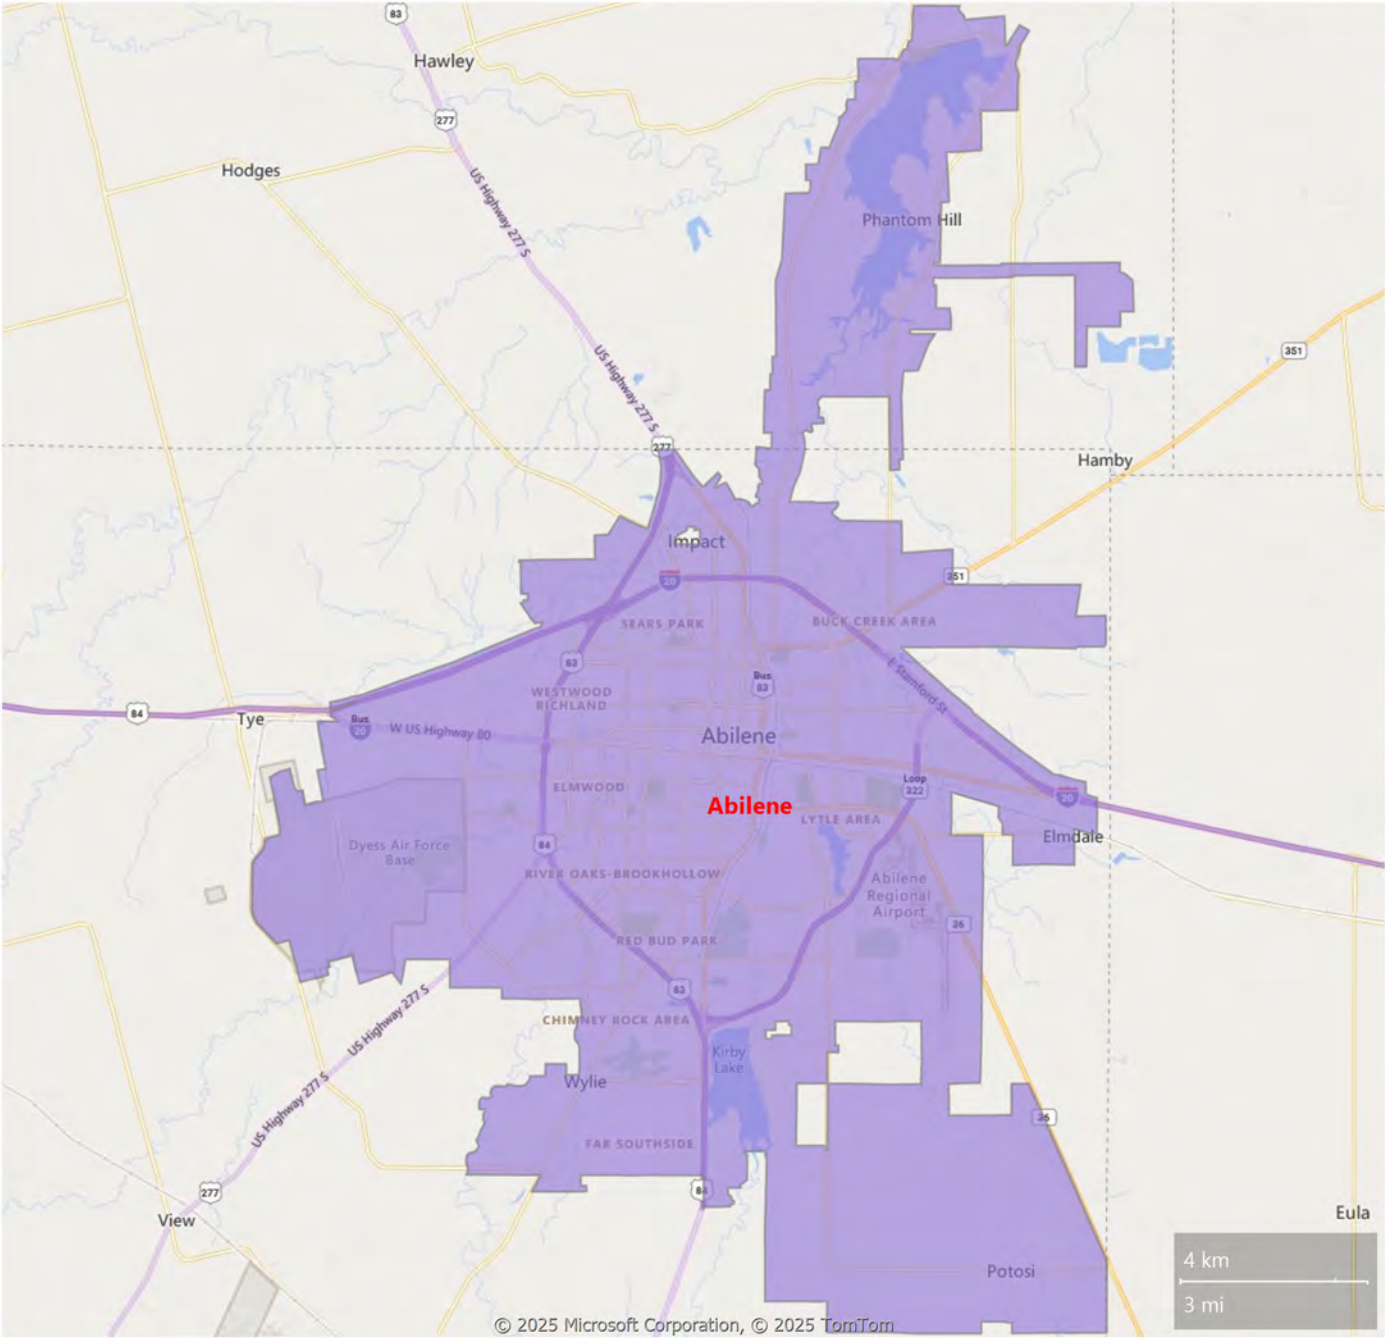 83
Hawley
277
Hodges
US Highway 277 S
Phantom Hill
351
US Highway 277 S
277
Hamby
Impact
351
20
SEARS PARK
BUCK CREEK AREA
83
E Stamford St
Bus.
83
WESTWOOD
RICHLAND
84
Tye
Bus.
20
W US Highway 80
Abilene
ELMWOOD
Loop
322
20
Abilene
LYTLE AREA
Elmdale
84
Dyess Air Force
Base
RIVER OAKS-BROOKHOLLOW
Abilene
Regional
Airport
36
RED BUD PARK
83
US Highway 277 S
CHIMNEY ROCK AREA
Kirby
Lake
Wylie
US Highway 277 S
36
FAR SOUTHSIDE
277
84
View
Eula
Potosi
4 km
3 mi
© 2025 Microsoft Corporation, © 2025 TomTom